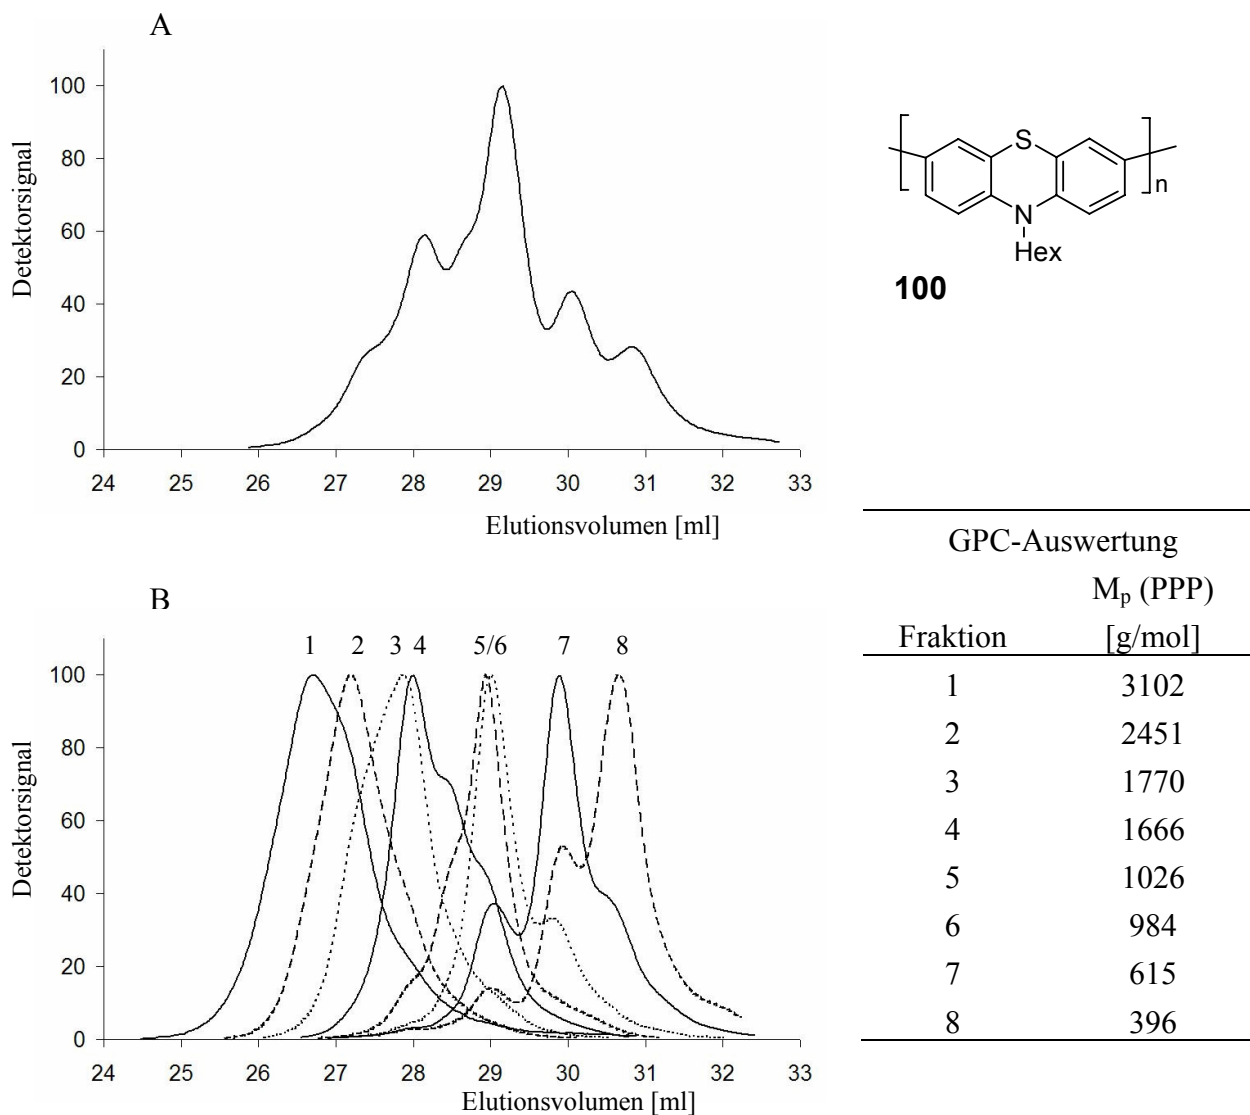 A
Detektorsignal
100
80
60
40
20
0
24 25 26 27 28 29 30 31 32 33
Elutionsvolumen [ml]
S
N
Hex
n
100
B
Detektorsignal
1 2 3 4 5/6 7 8
100
80
60
40
20
0
24 25 26 27 28 29 30 31 32 33
Elutionsvolumen [ml]
GPC-Auswertung
Mp (PPP)
Fraktion [g/mol]
1 3102
2 2451
3 1770
4 1666
5 1026
6 984
7 615
8 396